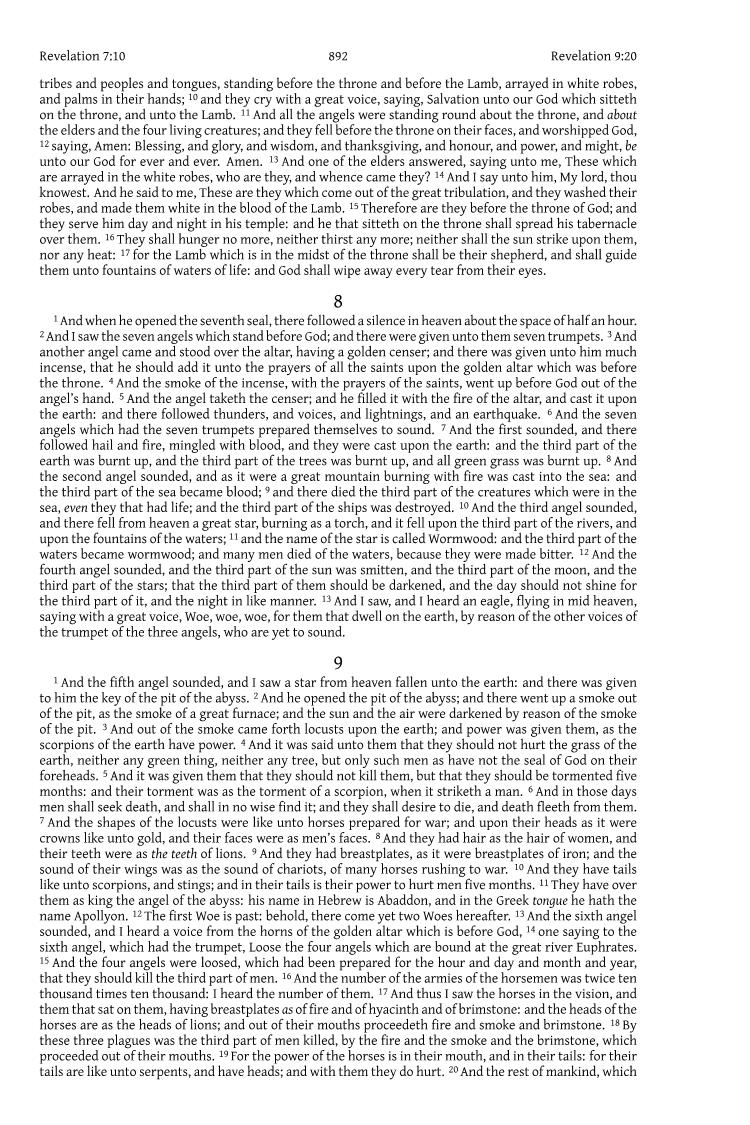 Revelation 7:10 892 Revelation 9:20
tribes and peoples and tongues, standing before the throne and before the Lamb, arrayed in white robes,
and palms in their hands; 10 and they cry with a great voice, saying, Salvation unto our God which sitteth
on the throne, and unto the Lamb. 11 And all the angels were standing round about the throne, and about
the elders and the four living creatures; and they fell before the throne on their faces, and worshipped God,
12 saying, Amen: Blessing, and glory, and wisdom, and thanksgiving, and honour, and power, and might, be
unto our God for ever and ever. Amen. 13 And one of the elders answered, saying unto me, These which
are arrayed in the white robes, who are they, and whence came they? 14 And I say unto him, My lord, thou
knowest. And he said to me, These are they which come out of the great tribulation, and they washed their
robes, and made them white in the blood of the Lamb. 15 Therefore are they before the throne of God; and
they serve him day and night in his temple: and he that sitteth on the throne shall spread his tabernacle
over them. 16 They shall hunger no more, neither thirst any more; neither shall the sun strike upon them,
nor any heat: 17 for the Lamb which is in the midst of the throne shall be their shepherd, and shall guide
them unto fountains of waters of life: and God shall wipe away every tear from their eyes.
8
1 And when he opened the seventh seal, there followed a silence in heaven about the space of half an hour.
2 And I saw the seven angels which stand before God; and there were given unto them seven trumpets. 3 And
another angel came and stood over the altar, having a golden censer; and there was given unto him much
incense, that he should add it unto the prayers of all the saints upon the golden altar which was before
the throne. 4 And the smoke of the incense, with the prayers of the saints, went up before God out of the
angel's hand. 5 And the angel taketh the censer; and he filled it with the fire of the altar, and cast it upon
the earth: and there followed thunders, and voices, and lightnings, and an earthquake. 6 And the seven
angels which had the seven trumpets prepared themselves to sound. 7 And the first sounded, and there
followed hail and fire, mingled with blood, and they were cast upon the earth: and the third part of the
earth was burnt up, and the third part of the trees was burnt up, and all green grass was burnt up. 8 And
the second angel sounded, and as it were a great mountain burning with fire was cast into the sea: and
the third part of the sea became blood; 9 and there died the third part of the creatures which were in the
sea, even they that had life; and the third part of the ships was destroyed. 10 And the third angel sounded,
and there fell from heaven a great star, burning as a torch, and it fell upon the third part of the rivers, and
upon the fountains of the waters; 11 and the name of the star is called Wormwood: and the third part of the
waters became wormwood; and many men died of the waters, because they were made bitter. 12 And the
fourth angel sounded, and the third part of the sun was smitten, and the third part of the moon, and the
third part of the stars; that the third part of them should be darkened, and the day should not shine for
the third part of it, and the night in like manner. 13 And I saw, and I heard an eagle, flying in mid heaven,
saying with a great voice, Woe, woe, woe, for them that dwell on the earth, by reason of the other voices of
the trumpet of the three angels, who are yet to sound.
9
1 And the fifth angel sounded, and I saw a star from heaven fallen unto the earth: and there was given
to him the key of the pit of the abyss. 2 And he opened the pit of the abyss; and there went up a smoke out
of the pit, as the smoke of a great furnace; and the sun and the air were darkened by reason of the smoke
of the pit. 3 And out of the smoke came forth locusts upon the earth; and power was given them, as the
scorpions of the earth have power. 4 And it was said unto them that they should not hurt the grass of the
earth, neither any green thing, neither any tree, but only such men as have not the seal of God on their
foreheads. 5 And it was given them that they should not kill them, but that they should be tormented five
months: and their torment was as the torment of a scorpion, when it striketh a man. 6 And in those days
men shall seek death, and shall in no wise find it; and they shall desire to die, and death fleeth from them.
7 And the shapes of the locusts were like unto horses prepared for war; and upon their heads as it were
crowns like unto gold, and their faces were as men's faces. 8 And they had hair as the hair of women, and
their teeth were as the teeth of lions. 9 And they had breastplates, as it were breastplates of iron; and the
sound of their wings was as the sound of chariots, of many horses rushing to war. 10 And they have tails
like unto scorpions, and stings; and in their tails is their power to hurt men five months. 11 They have over
them as king the angel of the abyss: his name in Hebrew is Abaddon, and in the Greek tongue he hath the
name Apollyon. 12 The first Woe is past: behold, there come yet two Woes hereafter. 13 And the sixth angel
sounded, and I heard a voice from the horns of the golden altar which is before God, 14 one saying to the
sixth angel, which had the trumpet, Loose the four angels which are bound at the great river Euphrates.
15 And the four angels were loosed, which had been prepared for the hour and day and month and year,
that they should kill the third part of men. 16 And the number of the armies of the horsemen was twice ten
thousand times ten thousand: I heard the number of them. 17 And thus I saw the horses in the vision, and
them that sat on them, having breastplates as of fire and of hyacinth and of brimstone: and the heads of the
horses are as the heads of lions; and out of their mouths proceedeth fire and smoke and brimstone. 18 By
these three plagues was the third part of men killed, by the fire and the smoke and the brimstone, which
proceeded out of their mouths. 19 For the power of the horses is in their mouth, and in their tails: for their
tails are like unto serpents, and have heads; and with them they do hurt. 20 And the rest of mankind, which